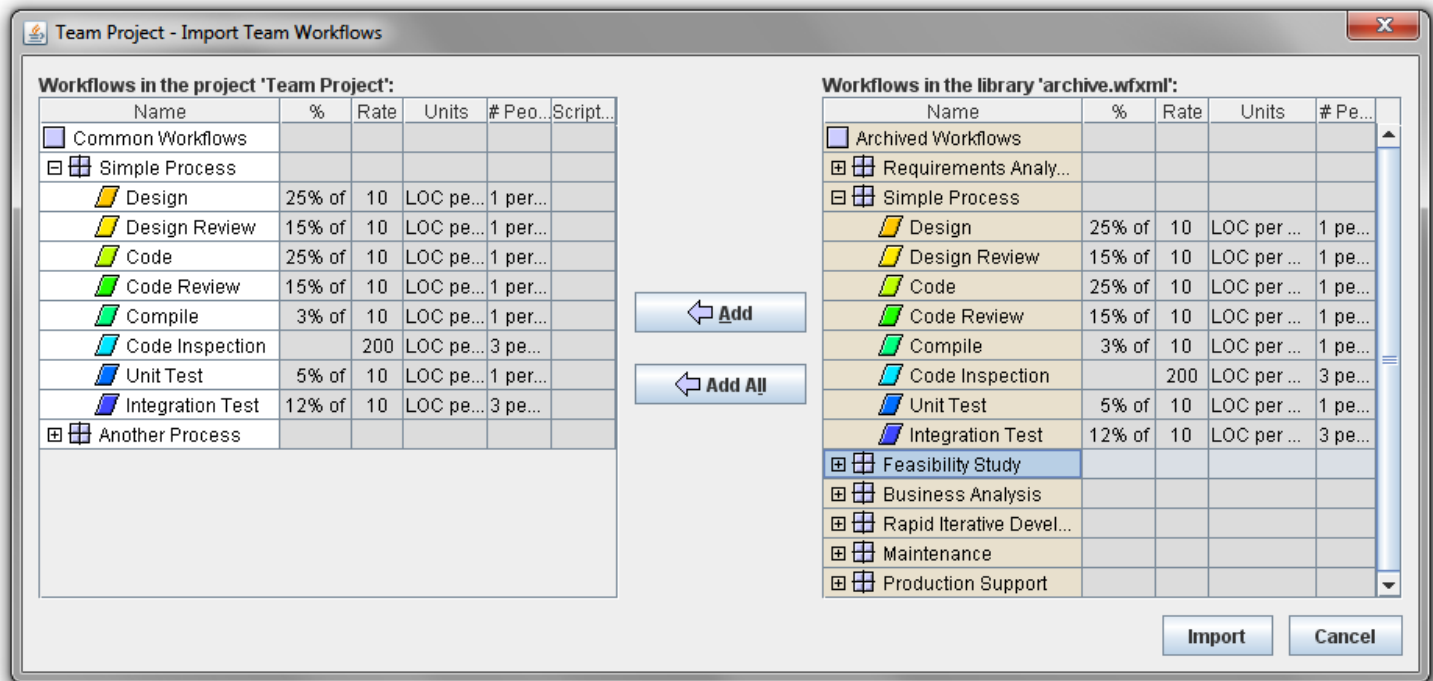 Team Project - Import Team Workflows
Workflows in the project 'Team Project':
Name % Rate Units # Peo... Script...
Common Workflows
Simple Process
Design 25% of 10 LOC pe... 1 per...
Design Review 15% of 10 LOC pe... 1 per...
Code 25% of 10 LOC pe... 1 per...
Code Review 15% of 10 LOC pe... 1 per...
Compile 3% of 10 LOC pe... 1 per...
Code Inspection 200 LOC pe... 3 pe...
Unit Test 5% of 10 LOC pe... 1 per...
Integration Test 12% of 10 LOC pe... 3 pe...
Another Process
Add
Add All
Workflows in the library 'archive.wfxml':
Name % Rate Units # Pe...
Archived Workflows
Requirements Analy...
Simple Process
Design 25% of 10 LOC per ... 1 pe...
Design Review 15% of 10 LOC per ... 1 pe...
Code 25% of 10 LOC per ... 1 pe...
Code Review 15% of 10 LOC per ... 1 pe...
Compile 3% of 10 LOC per ... 1 pe...
Code Inspection 200 LOC per ... 3 pe...
Unit Test 5% of 10 LOC per ... 1 pe...
Integration Test 12% of 10 LOC per ... 3 pe...
Feasibility Study
Business Analysis
Rapid Iterative Devel...
Maintenance
Production Support
Import Cancel